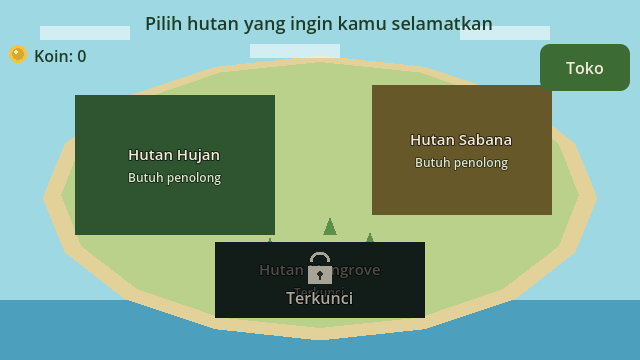 Pilih hutan yang ingin kamu selamatkan
Koin: 0
Toko
Hutan Hujan
Butuh penolong
Hutan Sabana
Butuh penolong
Hutan
Terkunci
Terkunci